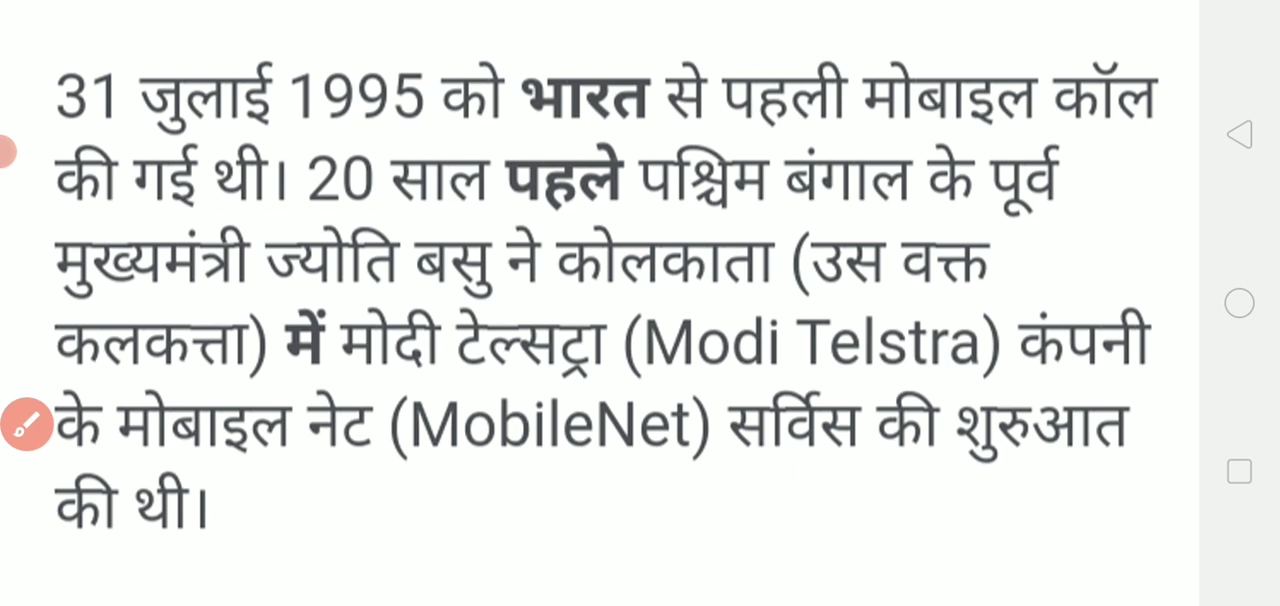 31 जुलाई 1995 को भारत से पहली मोबाइल कॉल
की गई थी। 20 साल पहले पश्चिम बंगाल के पूर्व
मुख्यमंत्री ज्योति बसु ने कोलकाता (उस वक्त
कलकत्ता) में मोदी टेल्सट्रा (Modi Telstra) कंपनी
के मोबाइल नेट (MobileNet) सर्विस की शुरुआत
की थी।